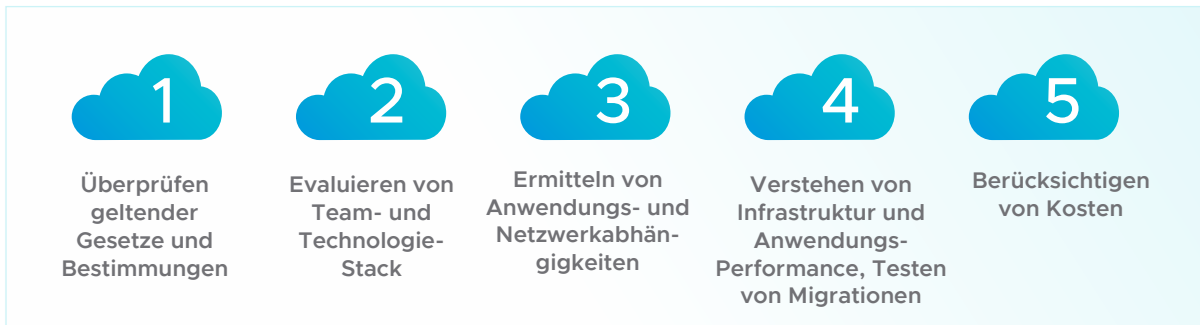 1
Überprüfen
geltender
Gesetze und
Bestimmungen
2
Evaluieren von
Team- und
Technologie-
Stack
3
Ermitteln von
Anwendungs- und
Netzwerkabhän-
gigkeiten
4
Verstehen von
Infrastruktur und
Anwendungs-
Performance, Testen
von Migrationen
5
Berücksichtigen
von Kosten